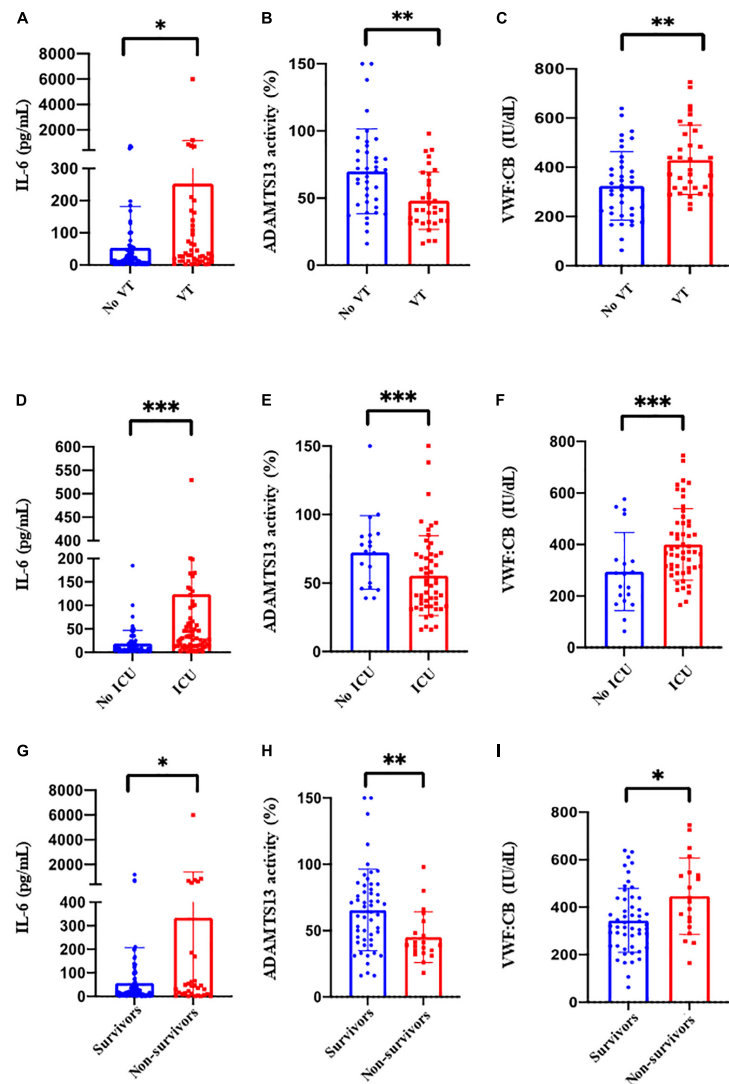 A
*
IL-6 (pg/mL)
8000
6000
4000
2000
300
200
100
0
No VT
VT
B
**
ADAMTS13 activity (%)
150
100
50
0
No VT
VT
C
**
VWF:CB (IU/dL)
800
600
400
200
0
No VT
VT
D
***
IL-6 (pg/mL)
600
550
500
450
400
200
150
100
50
0
No ICU
ICU
E
***
ADAMTS13 activity (%)
150
100
50
0
No ICU
ICU
F
***
VWF:CB (IU/dL)
800
600
400
200
0
No ICU
ICU
G
*
IL-6 (pg/mL)
8000
6000
4000
2000
400
300
200
100
0
Survivors
Non-survivors
H
**
ADAMTS13 activity (%)
150
100
50
0
Survivors
Non-survivors
I
*
VWF:CB (IU/dL)
800
600
400
200
0
Survivors
Non-survivors